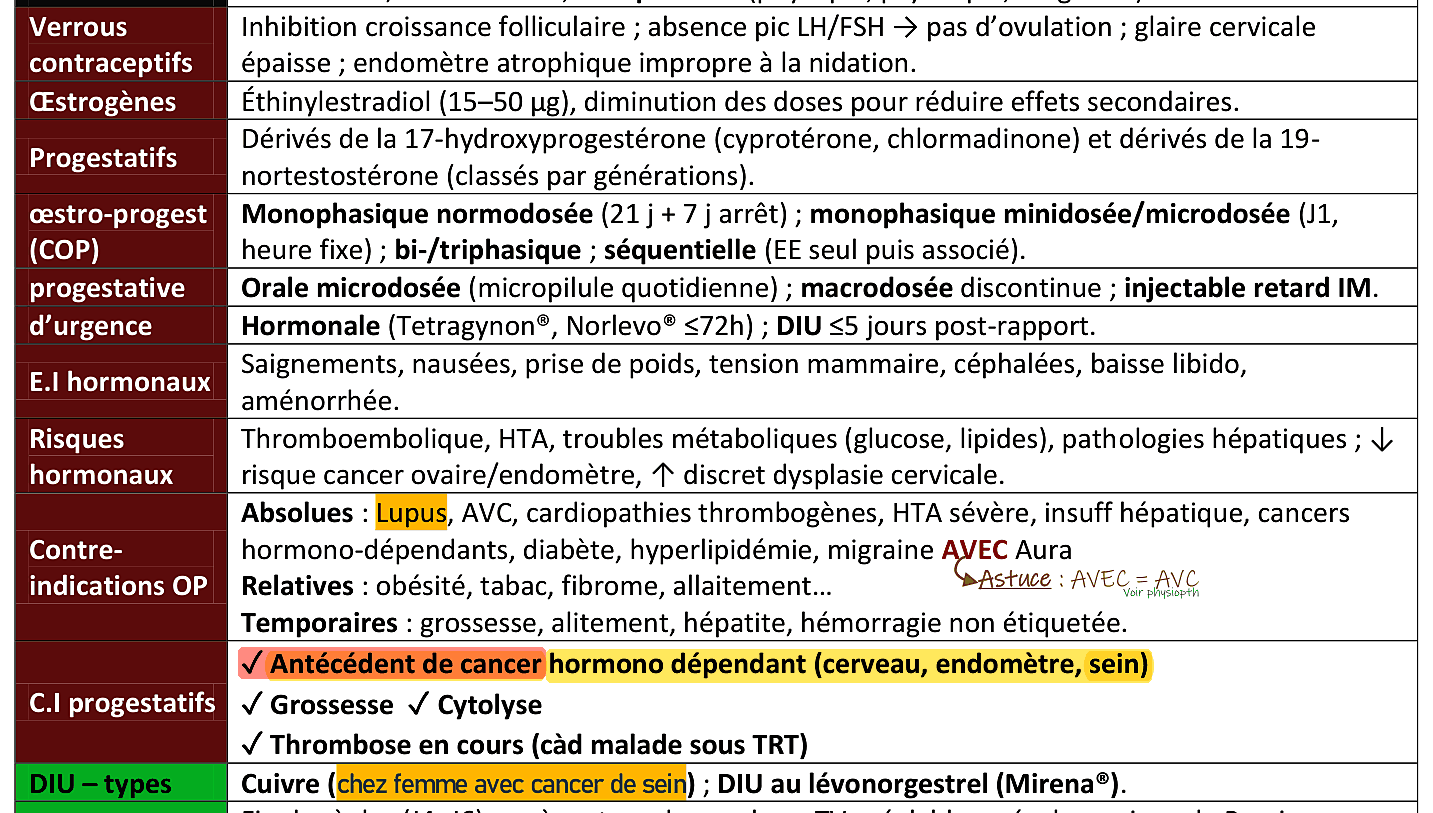 Verrous contraceptifs
Inhibition croissance folliculaire ; absence pic LH/FSH → pas d’ovulation ; glaire cervicale
épaisse ; endomètre atrophique impropre à la nidation.
Œstrogènes
Éthinylestradiol (15–50 µg), diminution des doses pour réduire effets secondaires.
Progestatifs
Dérivés de la 17-hydroxyprogestérone (cyprotérone, chlormadinone) et dérivés de la 19-
nortestostérone (classés par générations).
œstro-progest
(COP)
Monophasique normodosée (21 j + 7 j arrêt) ; monophasique minidosée/microdosée (J1,
heure fixe) ; bi-/triphasique ; séquentielle (EE seul puis associé).
progestative
Orale microdosée (micropilule quotidienne) ; macrodosée discontinue ; injectable retard IM.
d’urgence
Hormonale (Tetragynon®, Norlevo® ≤72h) ; DIU ≤5 jours post-rapport.
E.I hormonaux
Saignements, nausées, prise de poids, tension mammaire, céphalées, baisse libido,
aménorrhée.
Risques
hormonaux
Thromboembolique, HTA, troubles métaboliques (glucose, lipides), pathologies hépatiques ; ↓
risque cancer ovaire/endomètre, ↑ discret dysplasie cervicale.
Contre-
indications OP
Absolues : Lupus, AVC, cardiopathies thrombogènes, HTA sévère, insuff hépatique, cancers
hormono-dépendants, diabète, hyperlipidémie, migraine AVEC Aura
Astuce : AVEC = AVC
Voir physiopth
Relatives : obésité, tabac, fibrome, allaitement…
Temporaires : grossesse, alitement, hépatite, hémorragie non étiquetée.
C.I progestatifs
✓ Antécédent de cancer hormono dépendant (cerveau, endomètre, sein)
✓ Grossesse ✓ Cytolyse
✓ Thrombose en cours (càd malade sous TRT)
DIU – types
Cuivre (chez femme avec cancer de sein) ; DIU au lévonorgestrel (Mirena®).